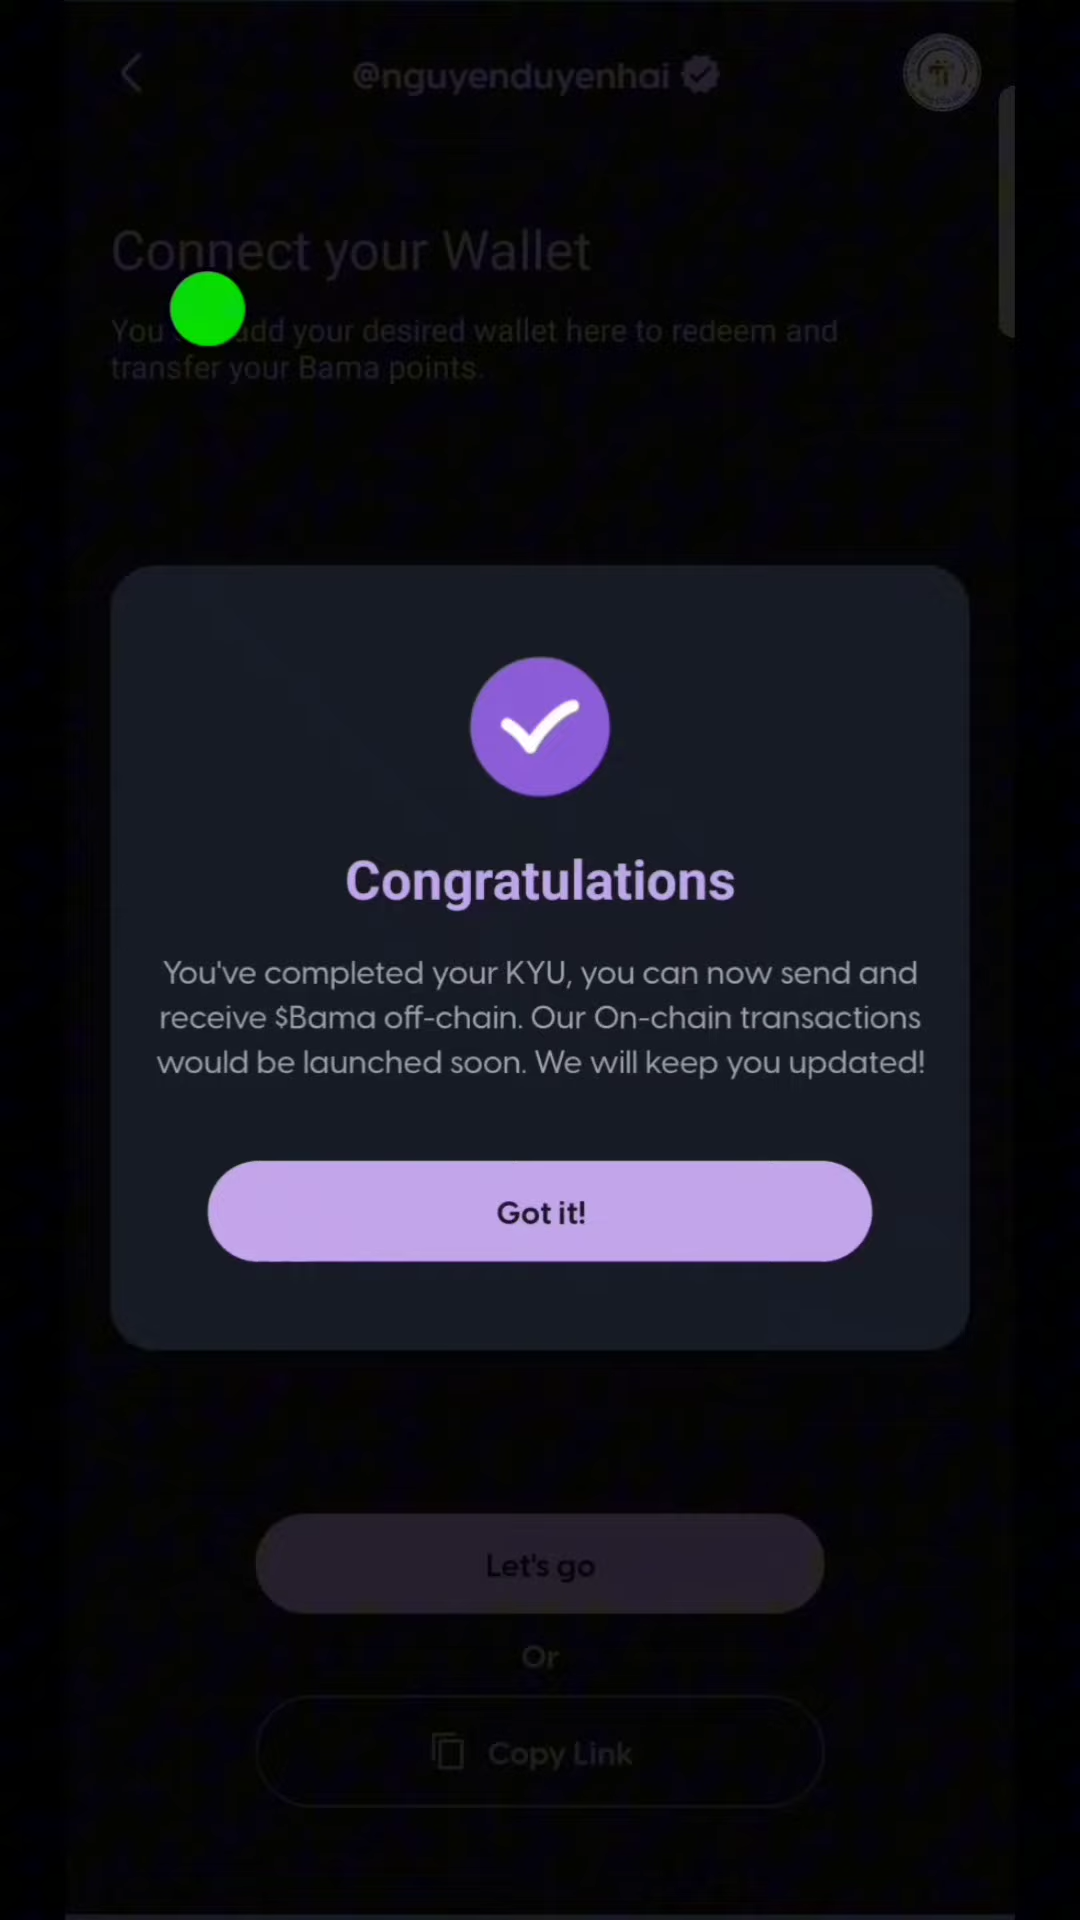 @nguyenduyenhai
Connect your Wallet
You add your desired wallet here to redeem and
transfer your Bama points.
Congratulations
You've completed your KYU, you can now send and
receive $Bama off-chain. Our On-chain transactions
would be launched soon. We will keep you updated!
Got it!
Let's go
Or
Copy Link